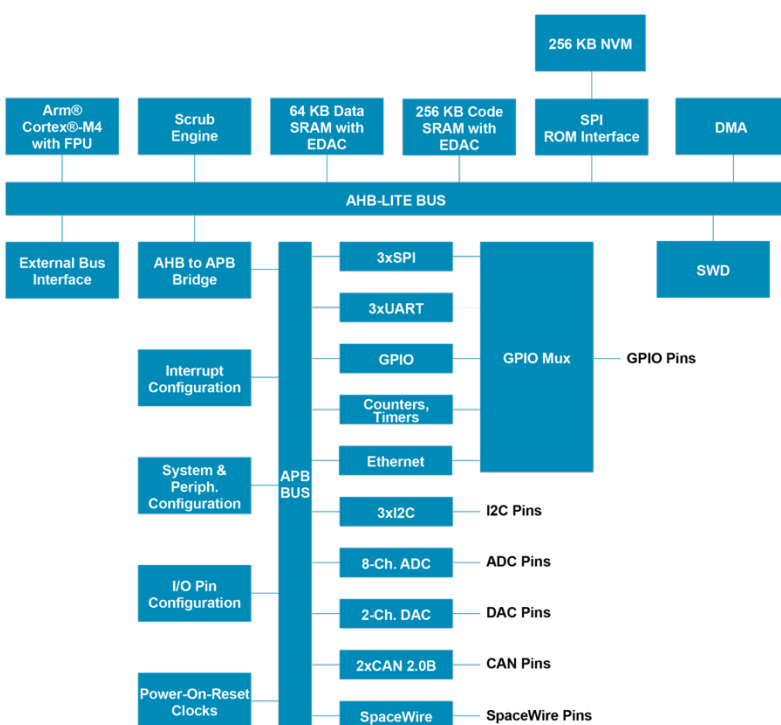 256 KB NVM
Arm®
Cortex®-M4
with FPU
Scrub
Engine
64 KB Data
SRAM with
EDAC
256 KB Code
SRAM with
EDAC
SPI
ROM Interface
DMA
AHB-LITE BUS
External Bus
Interface
AHB to APB
Bridge
3xSPI
SWD
3xUART
Interrupt
Configuration
GPIO
GPIO Mux
GPIO Pins
Counters,
Timers
System &
Periph.
Configuration
APB
BUS
Ethernet
3xI2C
I2C Pins
8-Ch. ADC
ADC Pins
I/O Pin
Configuration
2-Ch. DAC
DAC Pins
2xCAN 2.0B
CAN Pins
Power-On-Reset
Clocks
SpaceWire
SpaceWire Pins